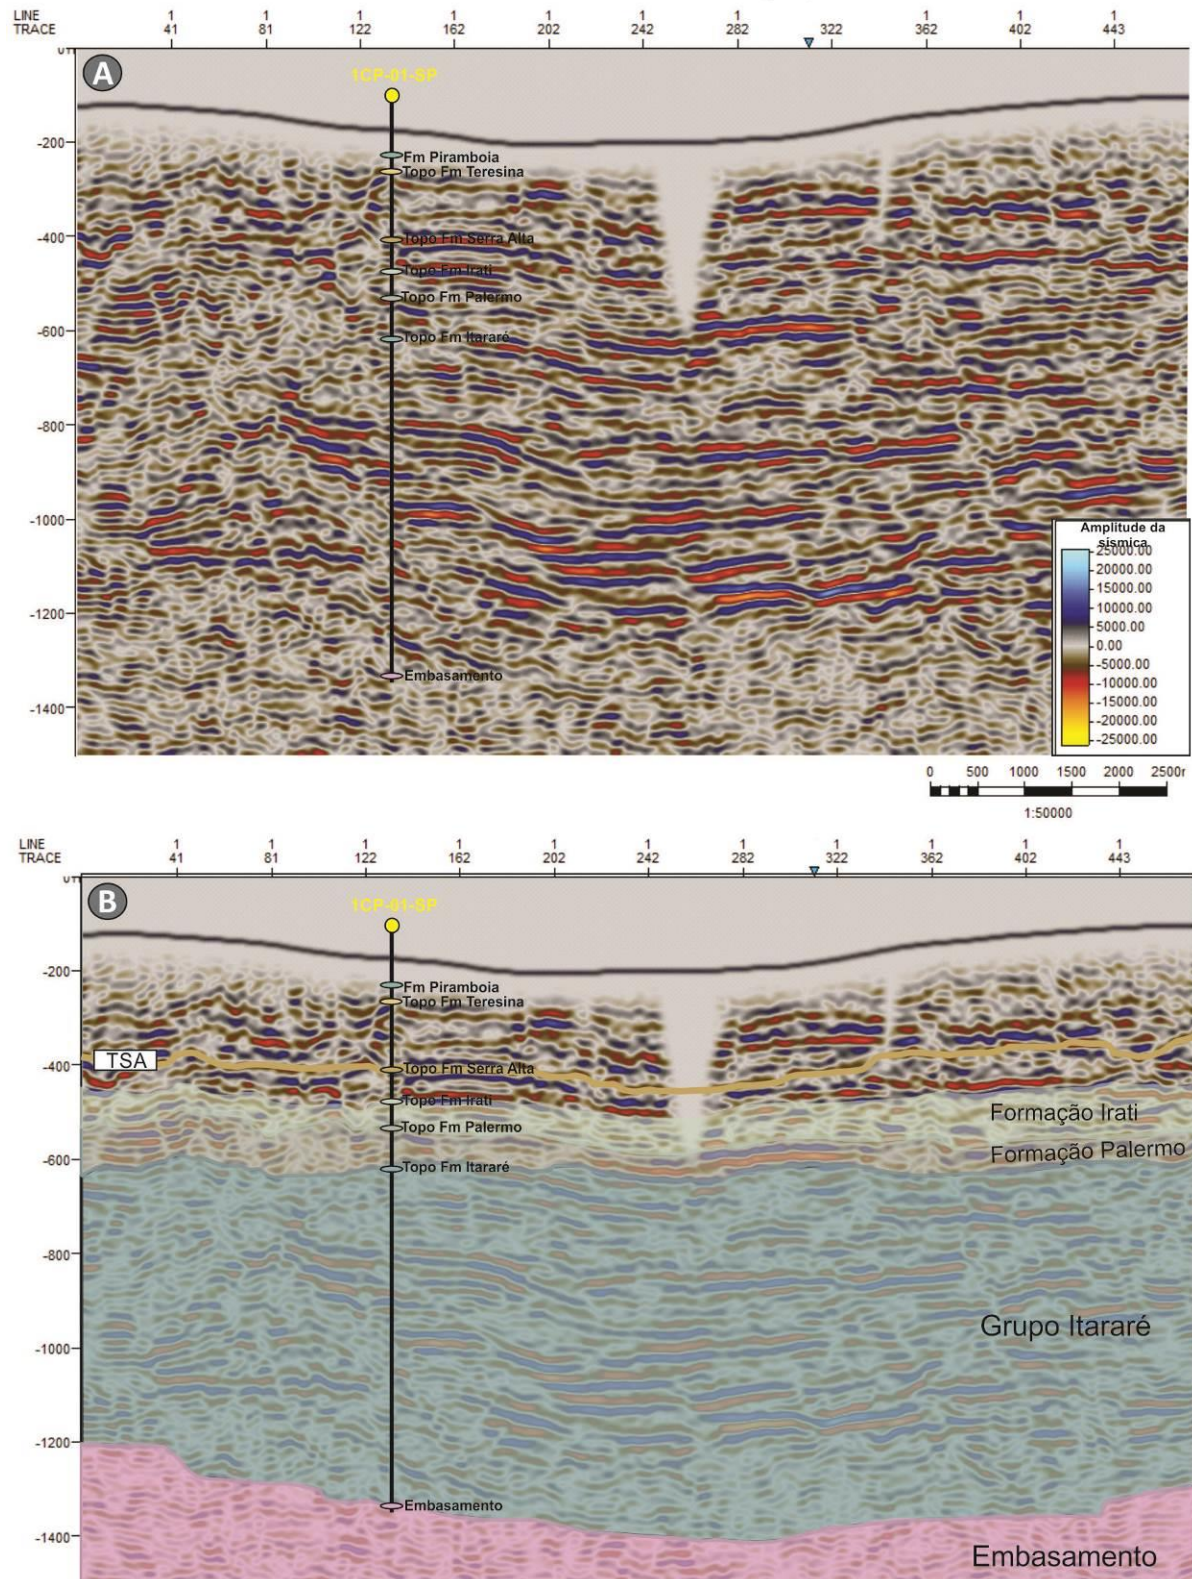 LINE 1 1 1 1 1 1 1 1 1 1 1
TRACE 41 81 122 162 202 242 282 322 362 402 443
A
1CP-01-SP
-200
Fm Piramboia
Topo Fm Teresina
-400
Topo Fm Serra Alta
Topo Fm Irati
Topo Fm Palermo
-600
Topo Fm Itararé
-800
-1000
-1200
Embasamento
-1400
Amplitude da
sísmica
25000.00
20000.00
15000.00
10000.00
5000.00
0.00
-5000.00
-10000.00
-15000.00
-20000.00
-25000.00
0 500 1000 1500 2000
1:50000
LINE 1 1 1 1 1 1 1 1 1 1 1
TRACE 41 81 122 162 202 242 282 322 362 402 443
B
1CP-01-SP
-200
Fm Piramboia
Topo Fm Teresina
-400
TSA
Topo Fm Serra Alta
Topo Fm Irati
Formação Irati
Topo Fm Palermo
Formação Palermo
-600
Topo Fm Itararé
-800
Grupo Itararé
-1000
-1200
Embasamento
-1400
Embasamento